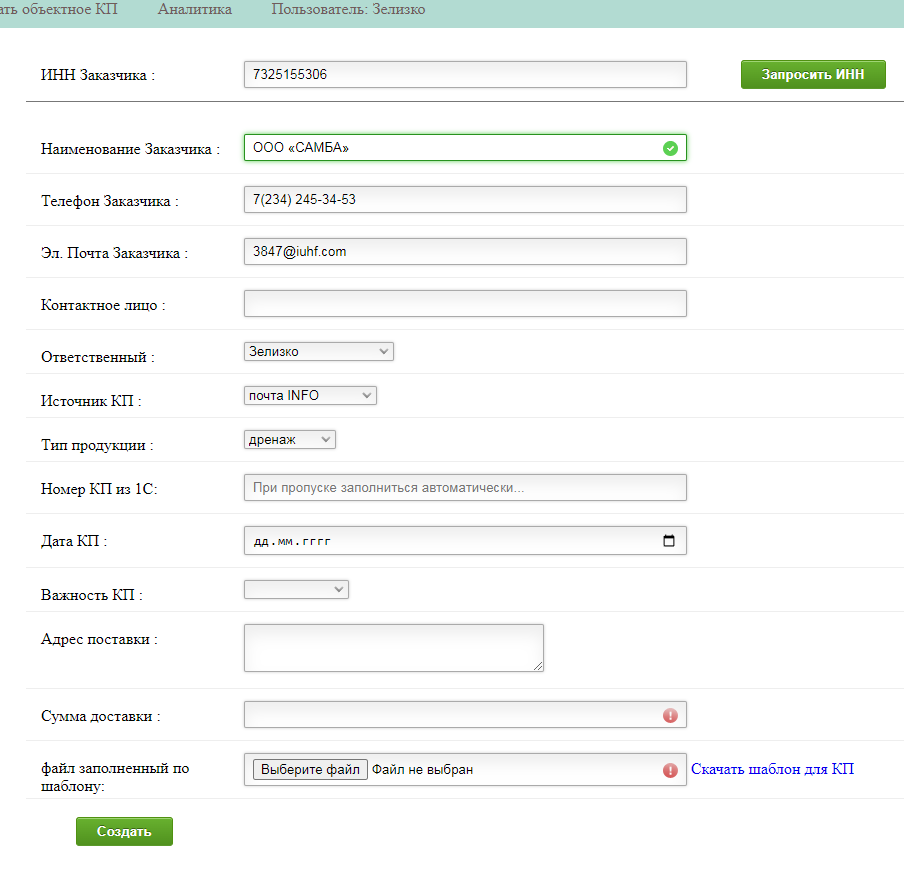 ать объектное КП Аналитика Пользователь: Зелизко
ИНН Заказчика : 7325155306 Запросить ИНН
Наименование Заказчика : ООО «САМБА»
Телефон Заказчика : 7(234) 245-34-53
Эл. Почта Заказчика : 3847@iuhf.com
Контактное лицо :
Ответственный : Зелизко
Источник КП : почта INFO
Тип продукции : дренаж
Номер КП из 1С: При пропуске заполниться автоматически...
Дата КП : дд.мм.гггг
Важность КП :
Адрес поставки :
Сумма доставки :
файл заполненный по
шаблону: Выберите файл Файл не выбран Скачать шаблон для КП
Создать